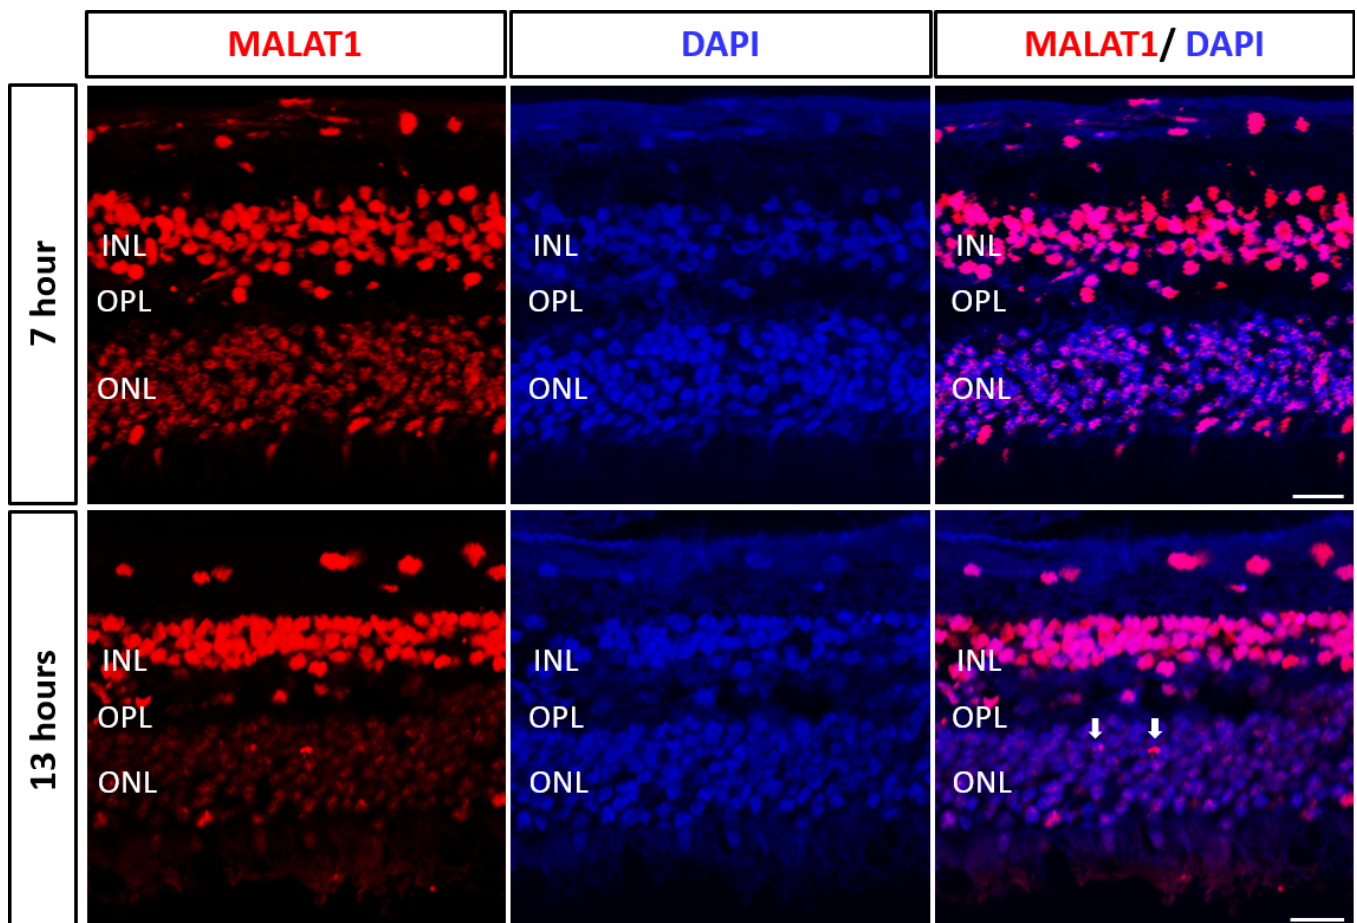 MALAT1
DAPI
MALAT1/ DAPI
7 hour
INL
OPL
ONL
INL
OPL
ONL
INL
OPL
ONL
13 hours
INL
OPL
ONL
INL
OPL
ONL
INL
OPL
ONL